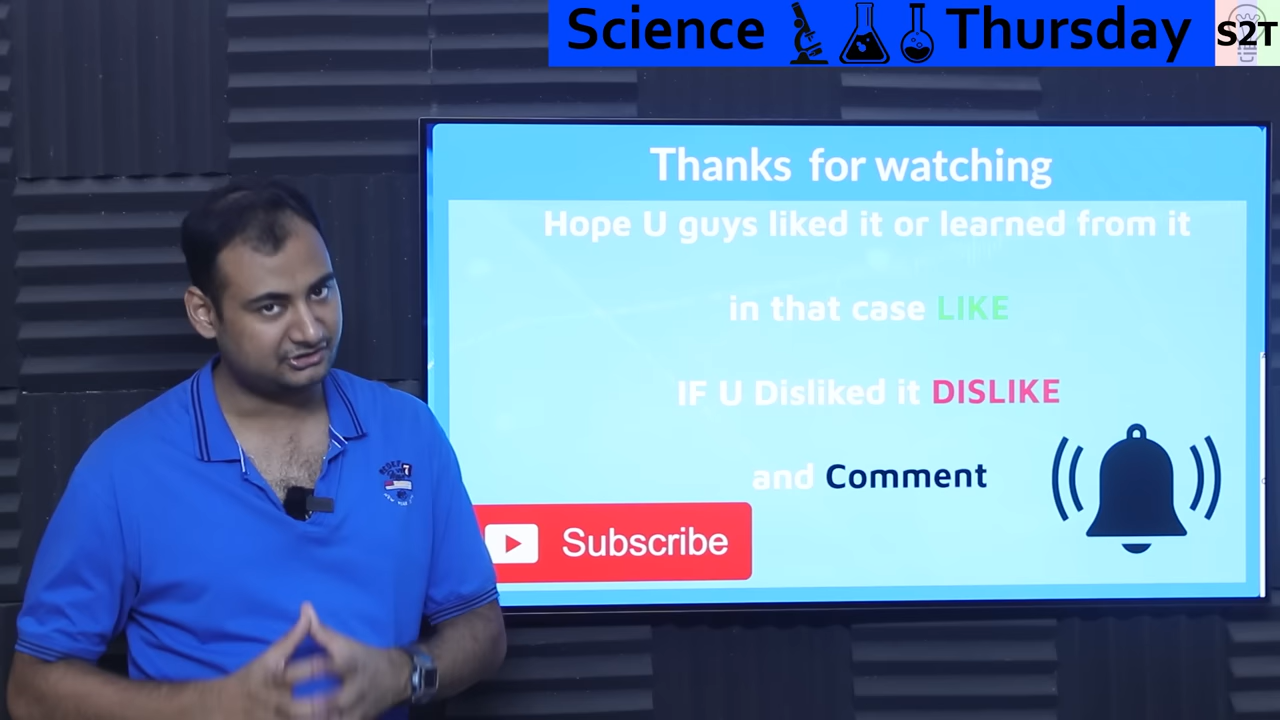 Science Thursday S2T
Thanks for watching
Hope U guys liked it or learned from it
in that case LIKE
IF U Disliked it DISLIKE
and Comment
Subscribe